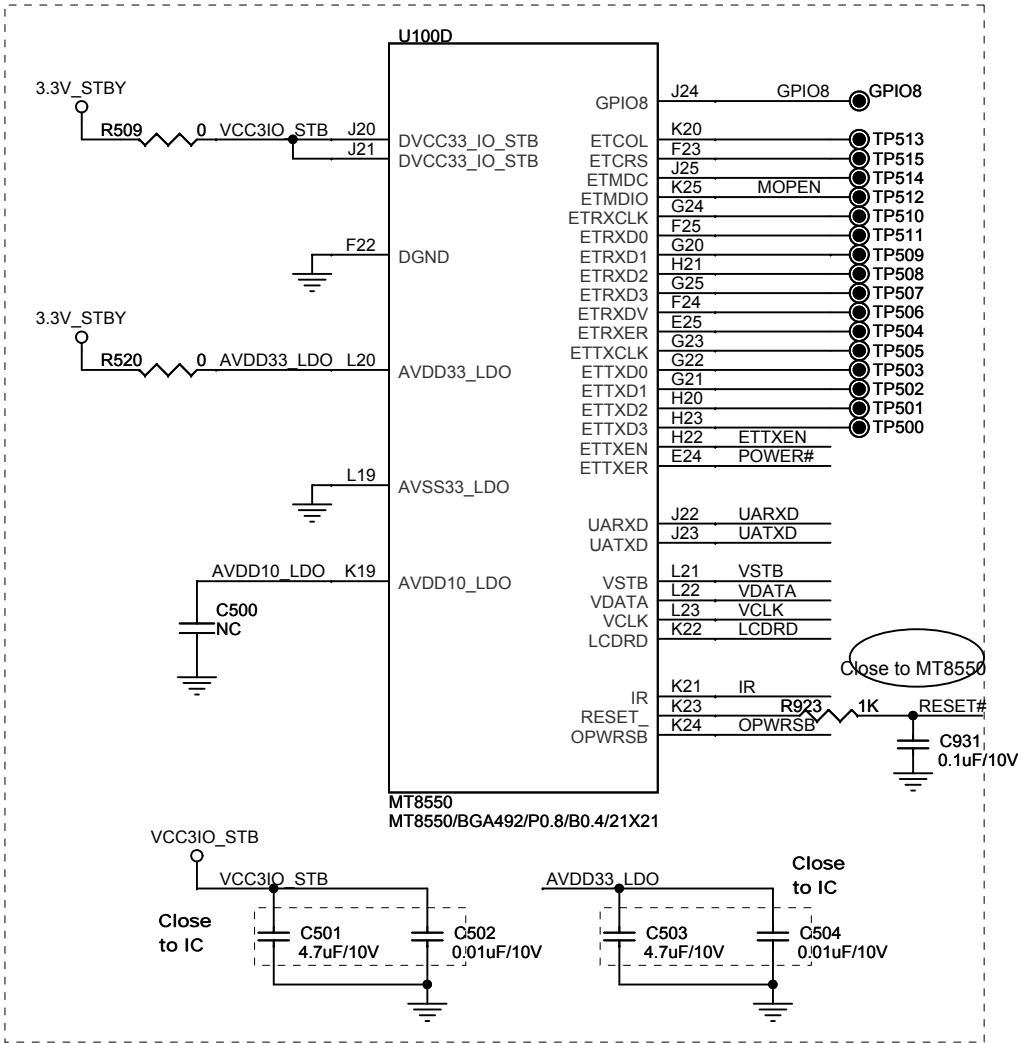 U100D
3.3V_STBY
R509 0 VCC3IO_STB J20 DVCC33_IO_STB
J21 DVCC33_IO_STB
F22 DGND
3.3V_STBY
R520 0 AVDD33_LDO L20 AVDD33_LDO
L19 AVSS33_LDO
AVDD10_LDO K19 AVDD10_LDO
C500
NC
GPIO8 J24 GPIO8 GPIO8
ETCOL K20 TP513
ETCRS F23 TP515
ETMDC J25 TP514
ETMDIO K25 MOPEN TP512
ETRXCLK G24 TP510
ETRXD0 F25 TP511
ETRXD1 G20 TP509
ETRXD2 H21 TP508
ETRXD3 G25 TP507
ETRXDV F24 TP506
ETRXER E25 TP504
ETTXCLK G23 TP505
ETTXD0 G22 TP503
ETTXD1 G21 TP502
ETTXD2 H20 TP501
ETTXD3 H23 TP500
ETTXEN H22 ETTXEN
ETTXER E24 POWER#
UARXD J22 UARXD
UATXD J23 UATXD
VSTB L21 VSTB
VDATA L22 VDATA
VCLK L23 VCLK
LCDRD K22 LCDRD
Close to MT8550
IR K21 IR
RESET_ K23 R923 1K RESET#
OPWRSB K24 OPWRSB
C931
0.1uF/10V
MT8550
MT8550/BGA492/P0.8/B0.4/21X21
VCC3IO_STB
VCC3IO_STB
Close
to IC
C501
4.7uF/10V
C502
0.01uF/10V
AVDD33_LDO
Close
to IC
C503
4.7uF/10V
C504
0.01uF/10V